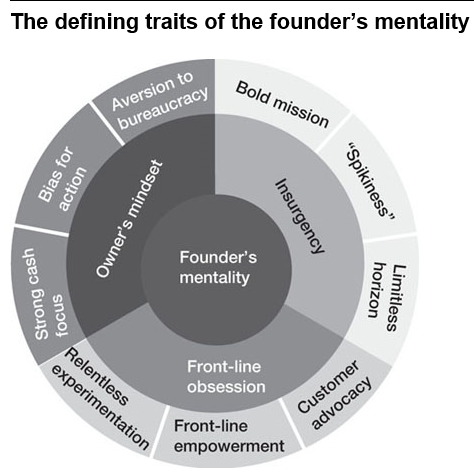 The defining traits of the founder's mentality
Aversion to
bureaucracy
Bold mission
Bias for
action
"Spikiness"
Owner's mindset
Insurgency
Founder's
mentality
Strong cash
focus
Limitless
horizon
Front-line
obsession
Relentless
experimentation
Front-line
empowerment
Customer
advocacy